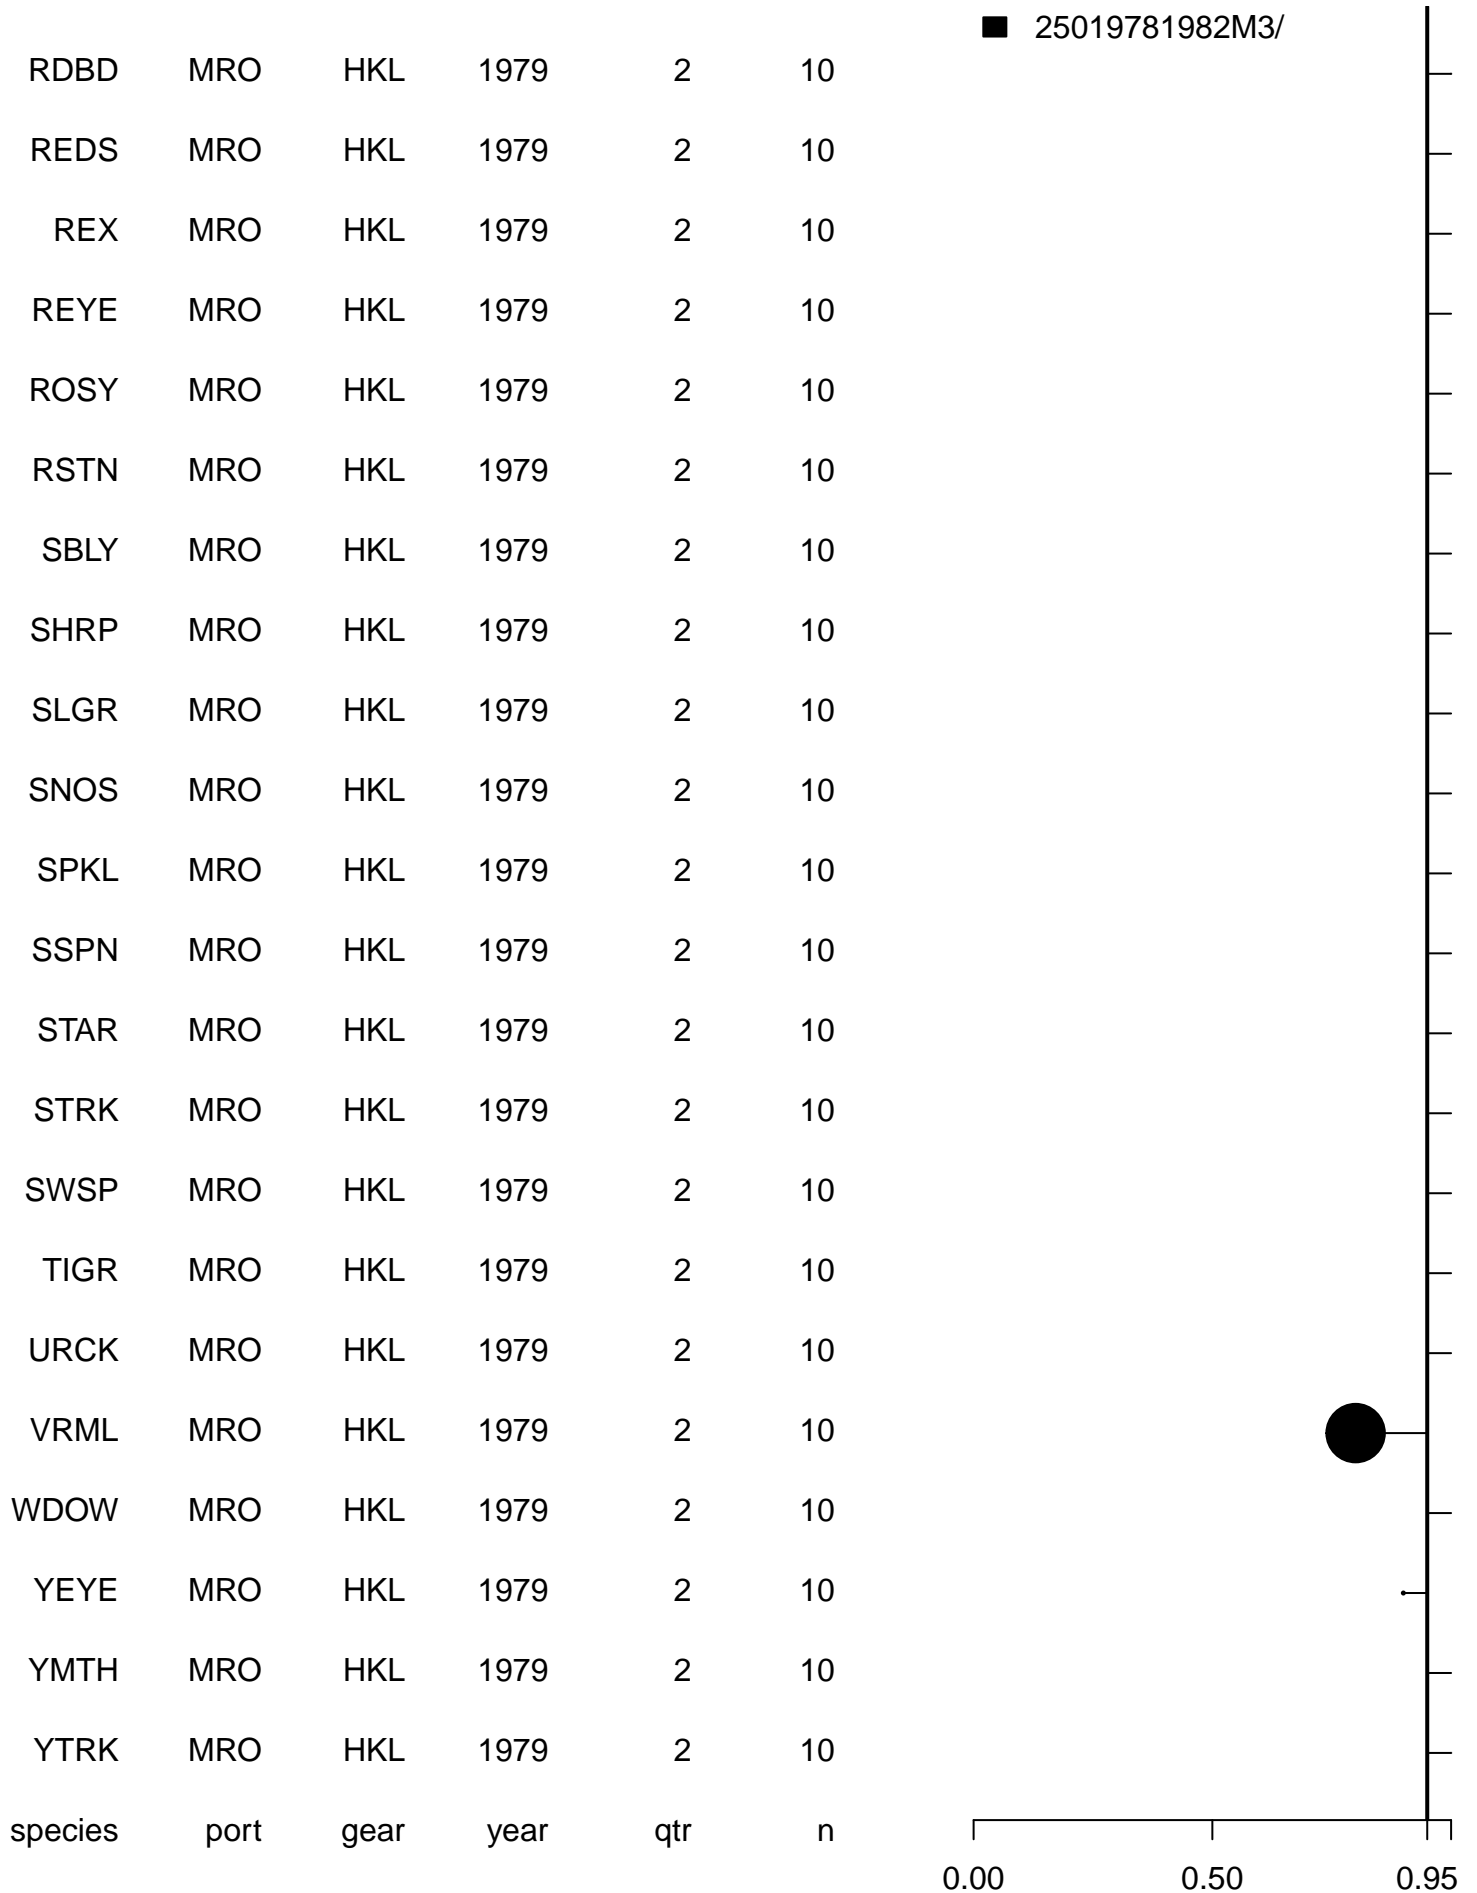 25019781982M3/
RDBD MRO HKL 1979 2 10
REDS MRO HKL 1979 2 10
REX MRO HKL 1979 2 10
REYE MRO HKL 1979 2 10
ROSY MRO HKL 1979 2 10
RSTN MRO HKL 1979 2 10
SBLY MRO HKL 1979 2 10
SHRP MRO HKL 1979 2 10
SLGR MRO HKL 1979 2 10
SNOS MRO HKL 1979 2 10
SPKL MRO HKL 1979 2 10
SSPN MRO HKL 1979 2 10
STAR MRO HKL 1979 2 10
STRK MRO HKL 1979 2 10
SWSP MRO HKL 1979 2 10
TIGR MRO HKL 1979 2 10
URCK MRO HKL 1979 2 10
VRML MRO HKL 1979 2 10
WDOW MRO HKL 1979 2 10
YEYE MRO HKL 1979 2 10
YMTH MRO HKL 1979 2 10
YTRK MRO HKL 1979 2 10
species port gear year qtr n
0.00 0.50 0.95